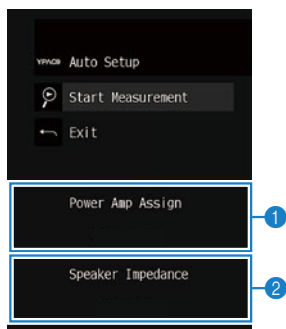 YPAO Auto Setup
Start Measurement
Exit
Power Amp Assign
1
Speaker Impedance
2